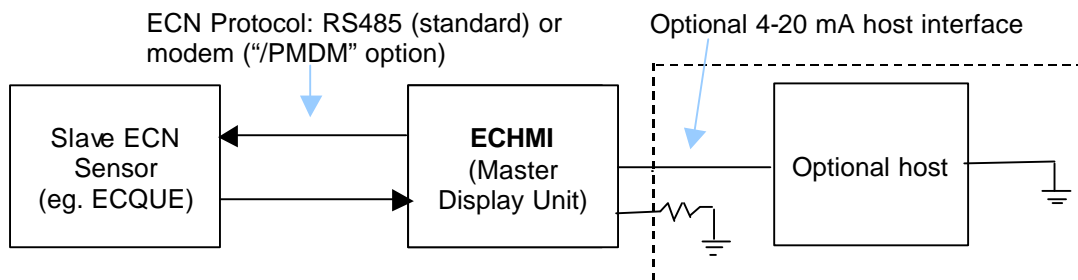 ECN Protocol: RS485 (standard) or
modem (“/PMDM” option)
Optional 4-20 mA host interface
Slave ECN
Sensor
(eg. ECQUE)
ECHMI
(Master
Display Unit)
Optional host